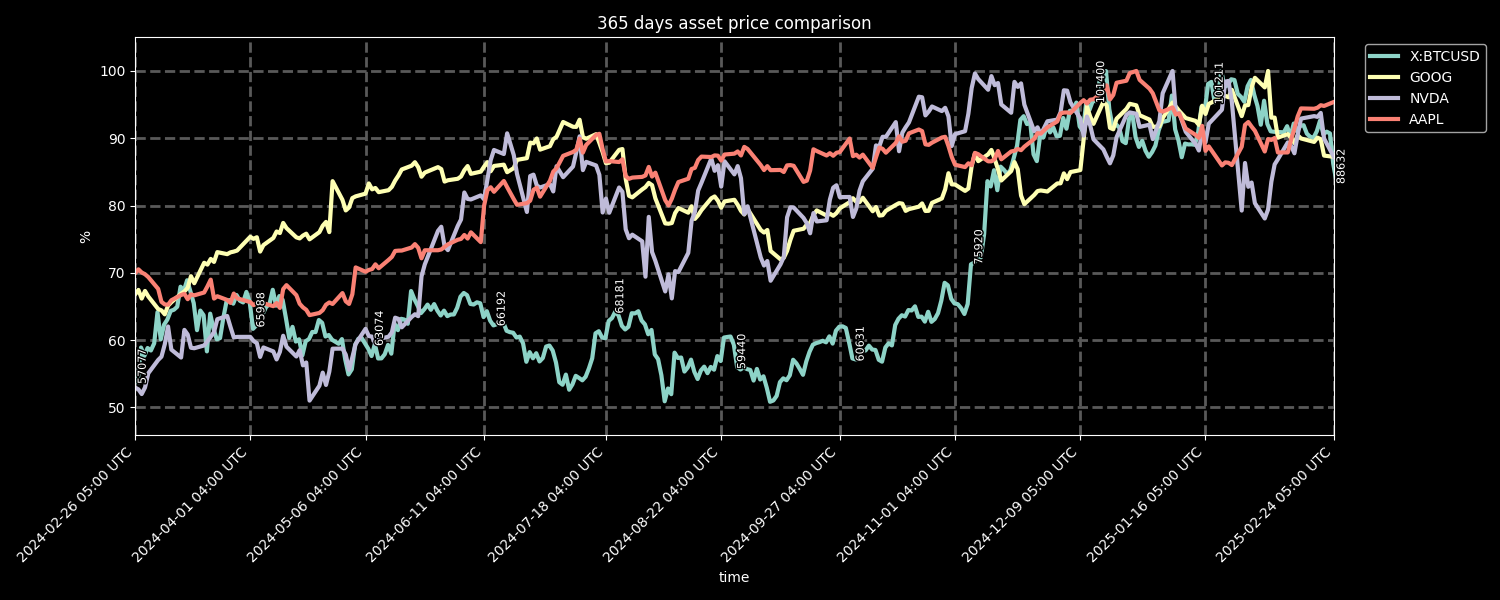 365 days asset price comparison
X:BTCUSD
GOOG
NVDA
AAPL
100
90
80
70
60
50
%
57077
65988
63074
66192
68181
59440
60631
75920
101400
101211
88632
2024-02-26 05:00 UTC
2024-04-01 04:00 UTC
2024-05-06 04:00 UTC
2024-06-11 04:00 UTC
2024-07-18 04:00 UTC
2024-08-22 04:00 UTC
2024-09-27 04:00 UTC
2024-11-01 04:00 UTC
2024-12-09 05:00 UTC
2025-01-16 05:00 UTC
2025-02-24 05:00 UTC
time